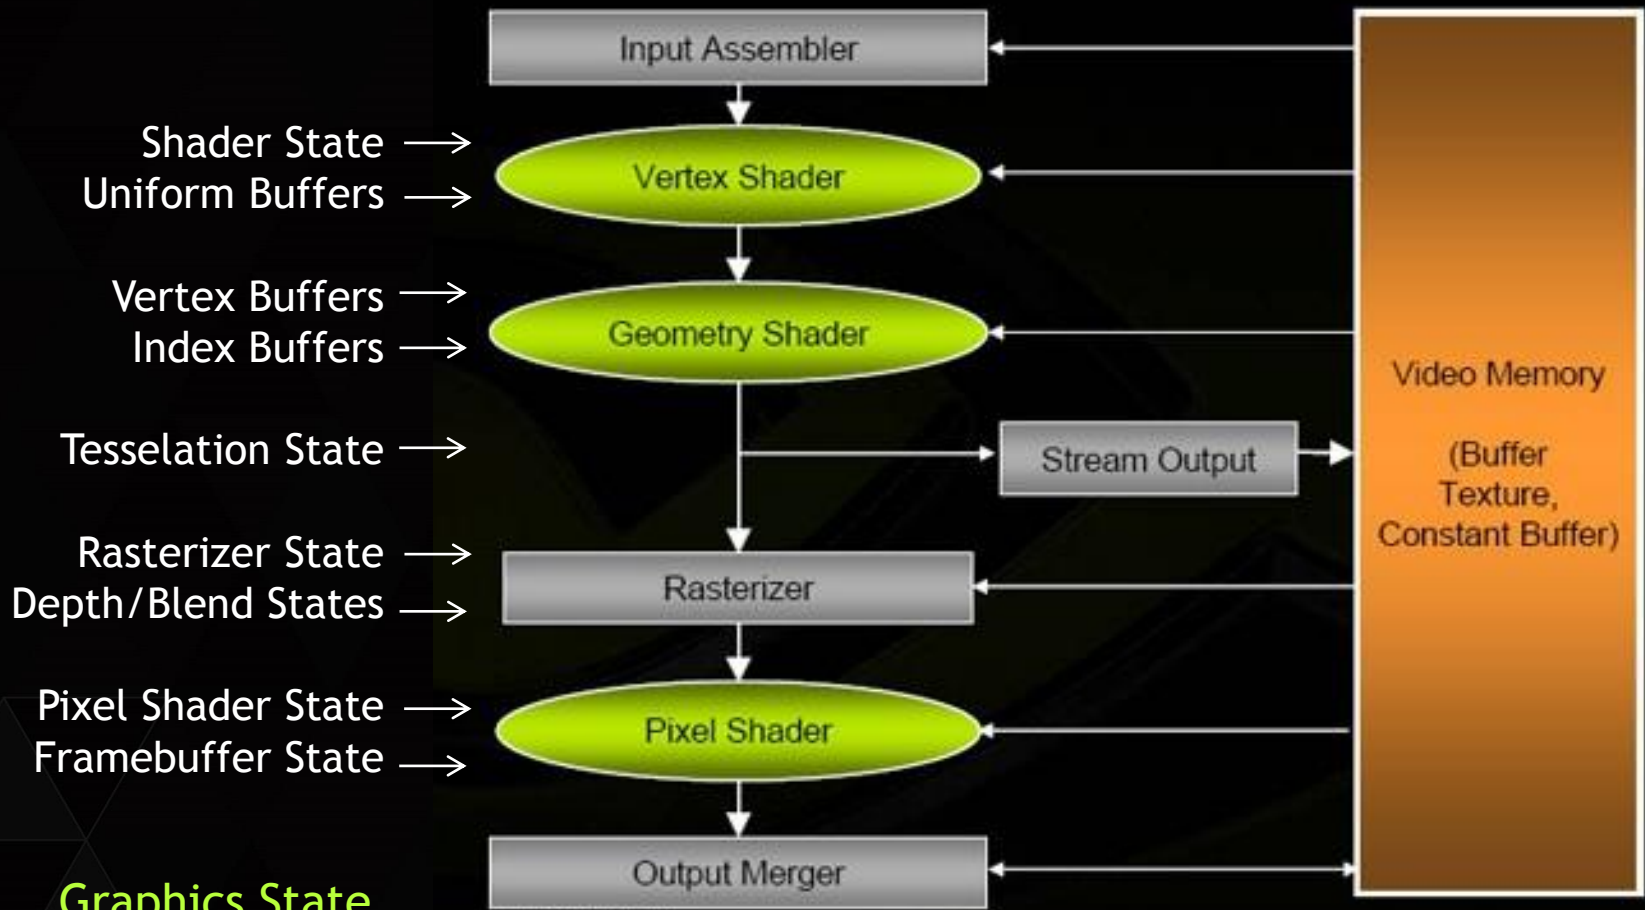 Input Assembler
Shader State
Uniform Buffers
Vertex Shader
Vertex Buffers
Index Buffers
Geometry Shader
Tesselation State
Stream Output
Rasterizer State
Depth/Blend States
Rasterizer
Pixel Shader State
Framebuffer State
Pixel Shader
Output Merger
Graphics State
Video Memory
(Buffer
Texture,
Constant Buffer)